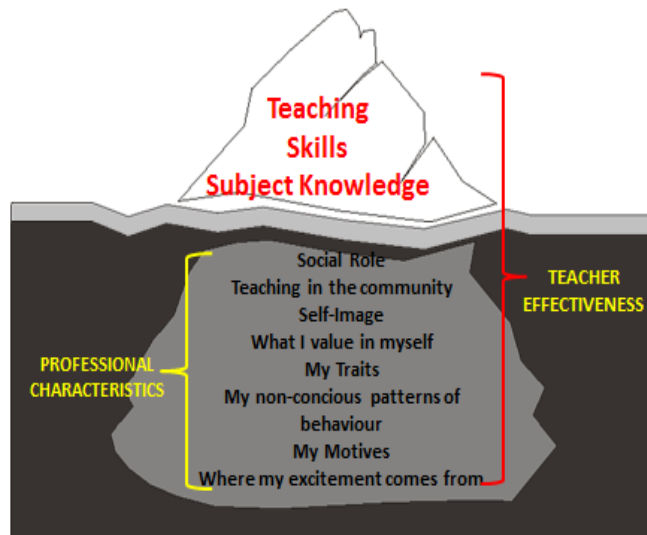 Teaching
Skills
Subject Knowledge
Social Role
Teaching in the community
Self-Image
What I value in myself
My Traits
My non-concious patterns of
behaviour
My Motives
Where my excitement comes from
PROFESSIONAL
CHARACTERISTICS
TEACHER
EFFECTIVENESS